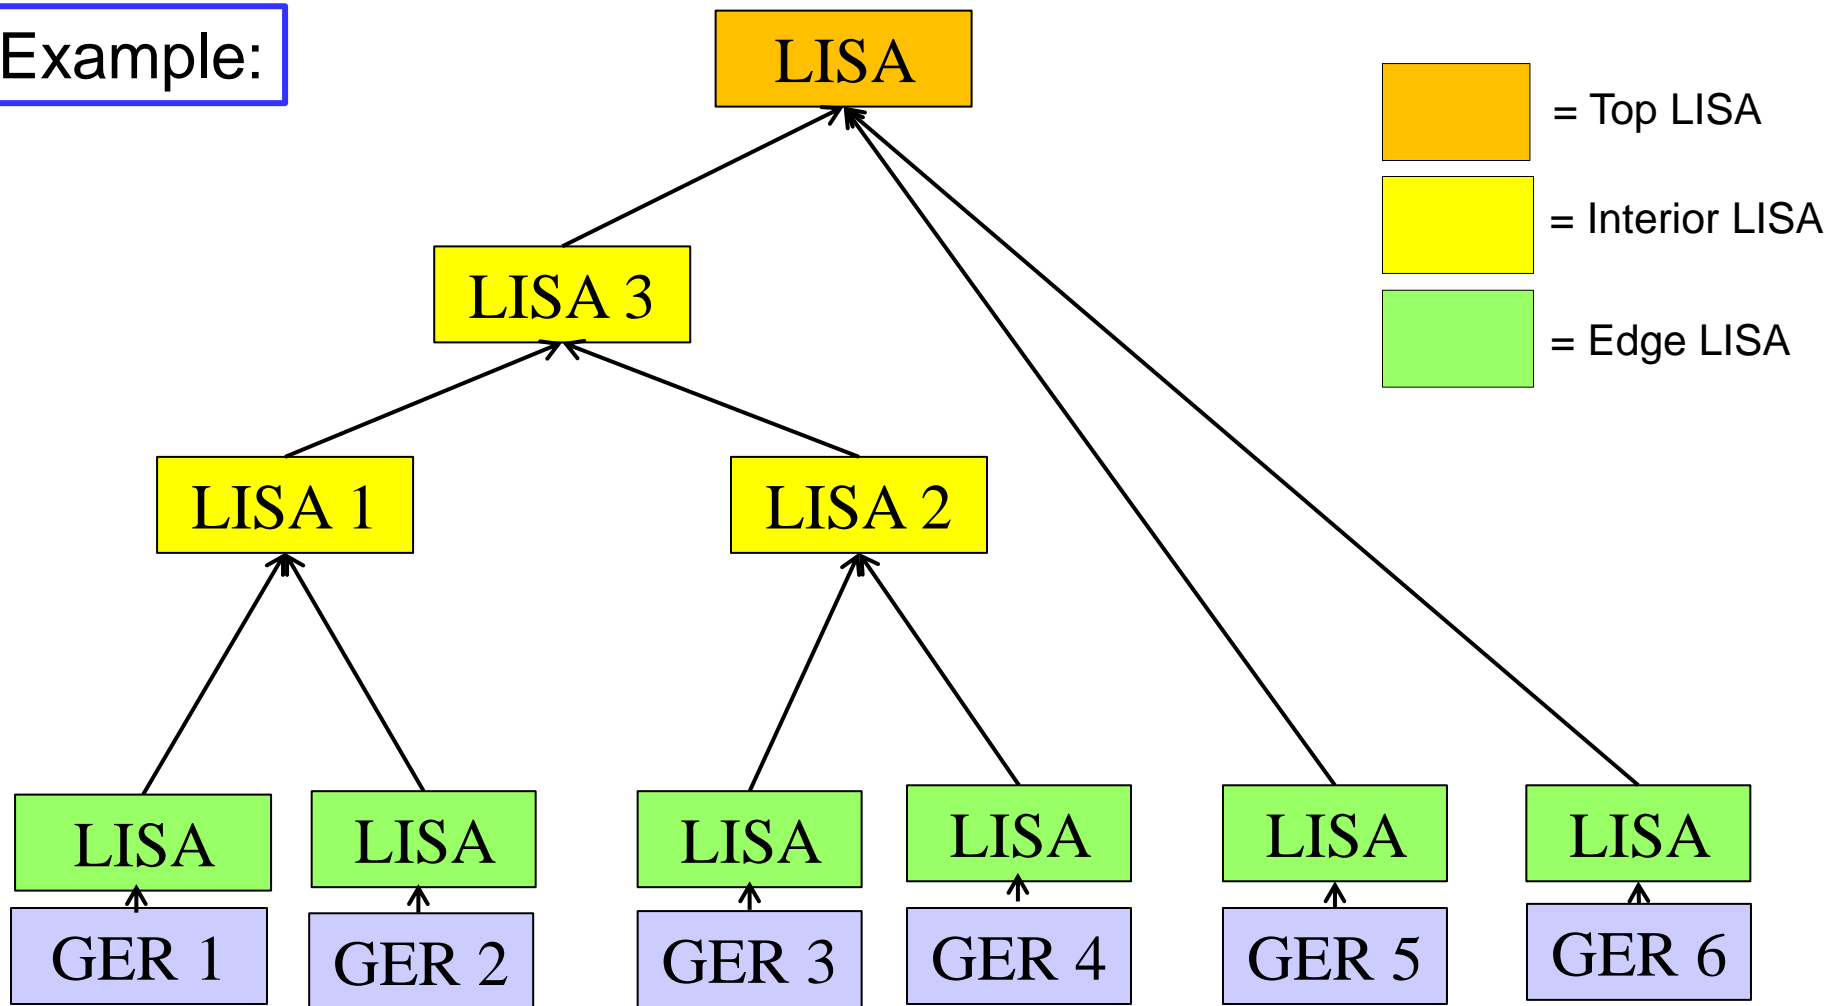 Example:
LISA
= Top LISA
= Interior LISA
= Edge LISA
LISA 3
LISA 1
LISA 2
LISA
LISA
LISA
LISA
LISA
LISA
GER 1
GER 2
GER 3
GER 4
GER 5
GER 6